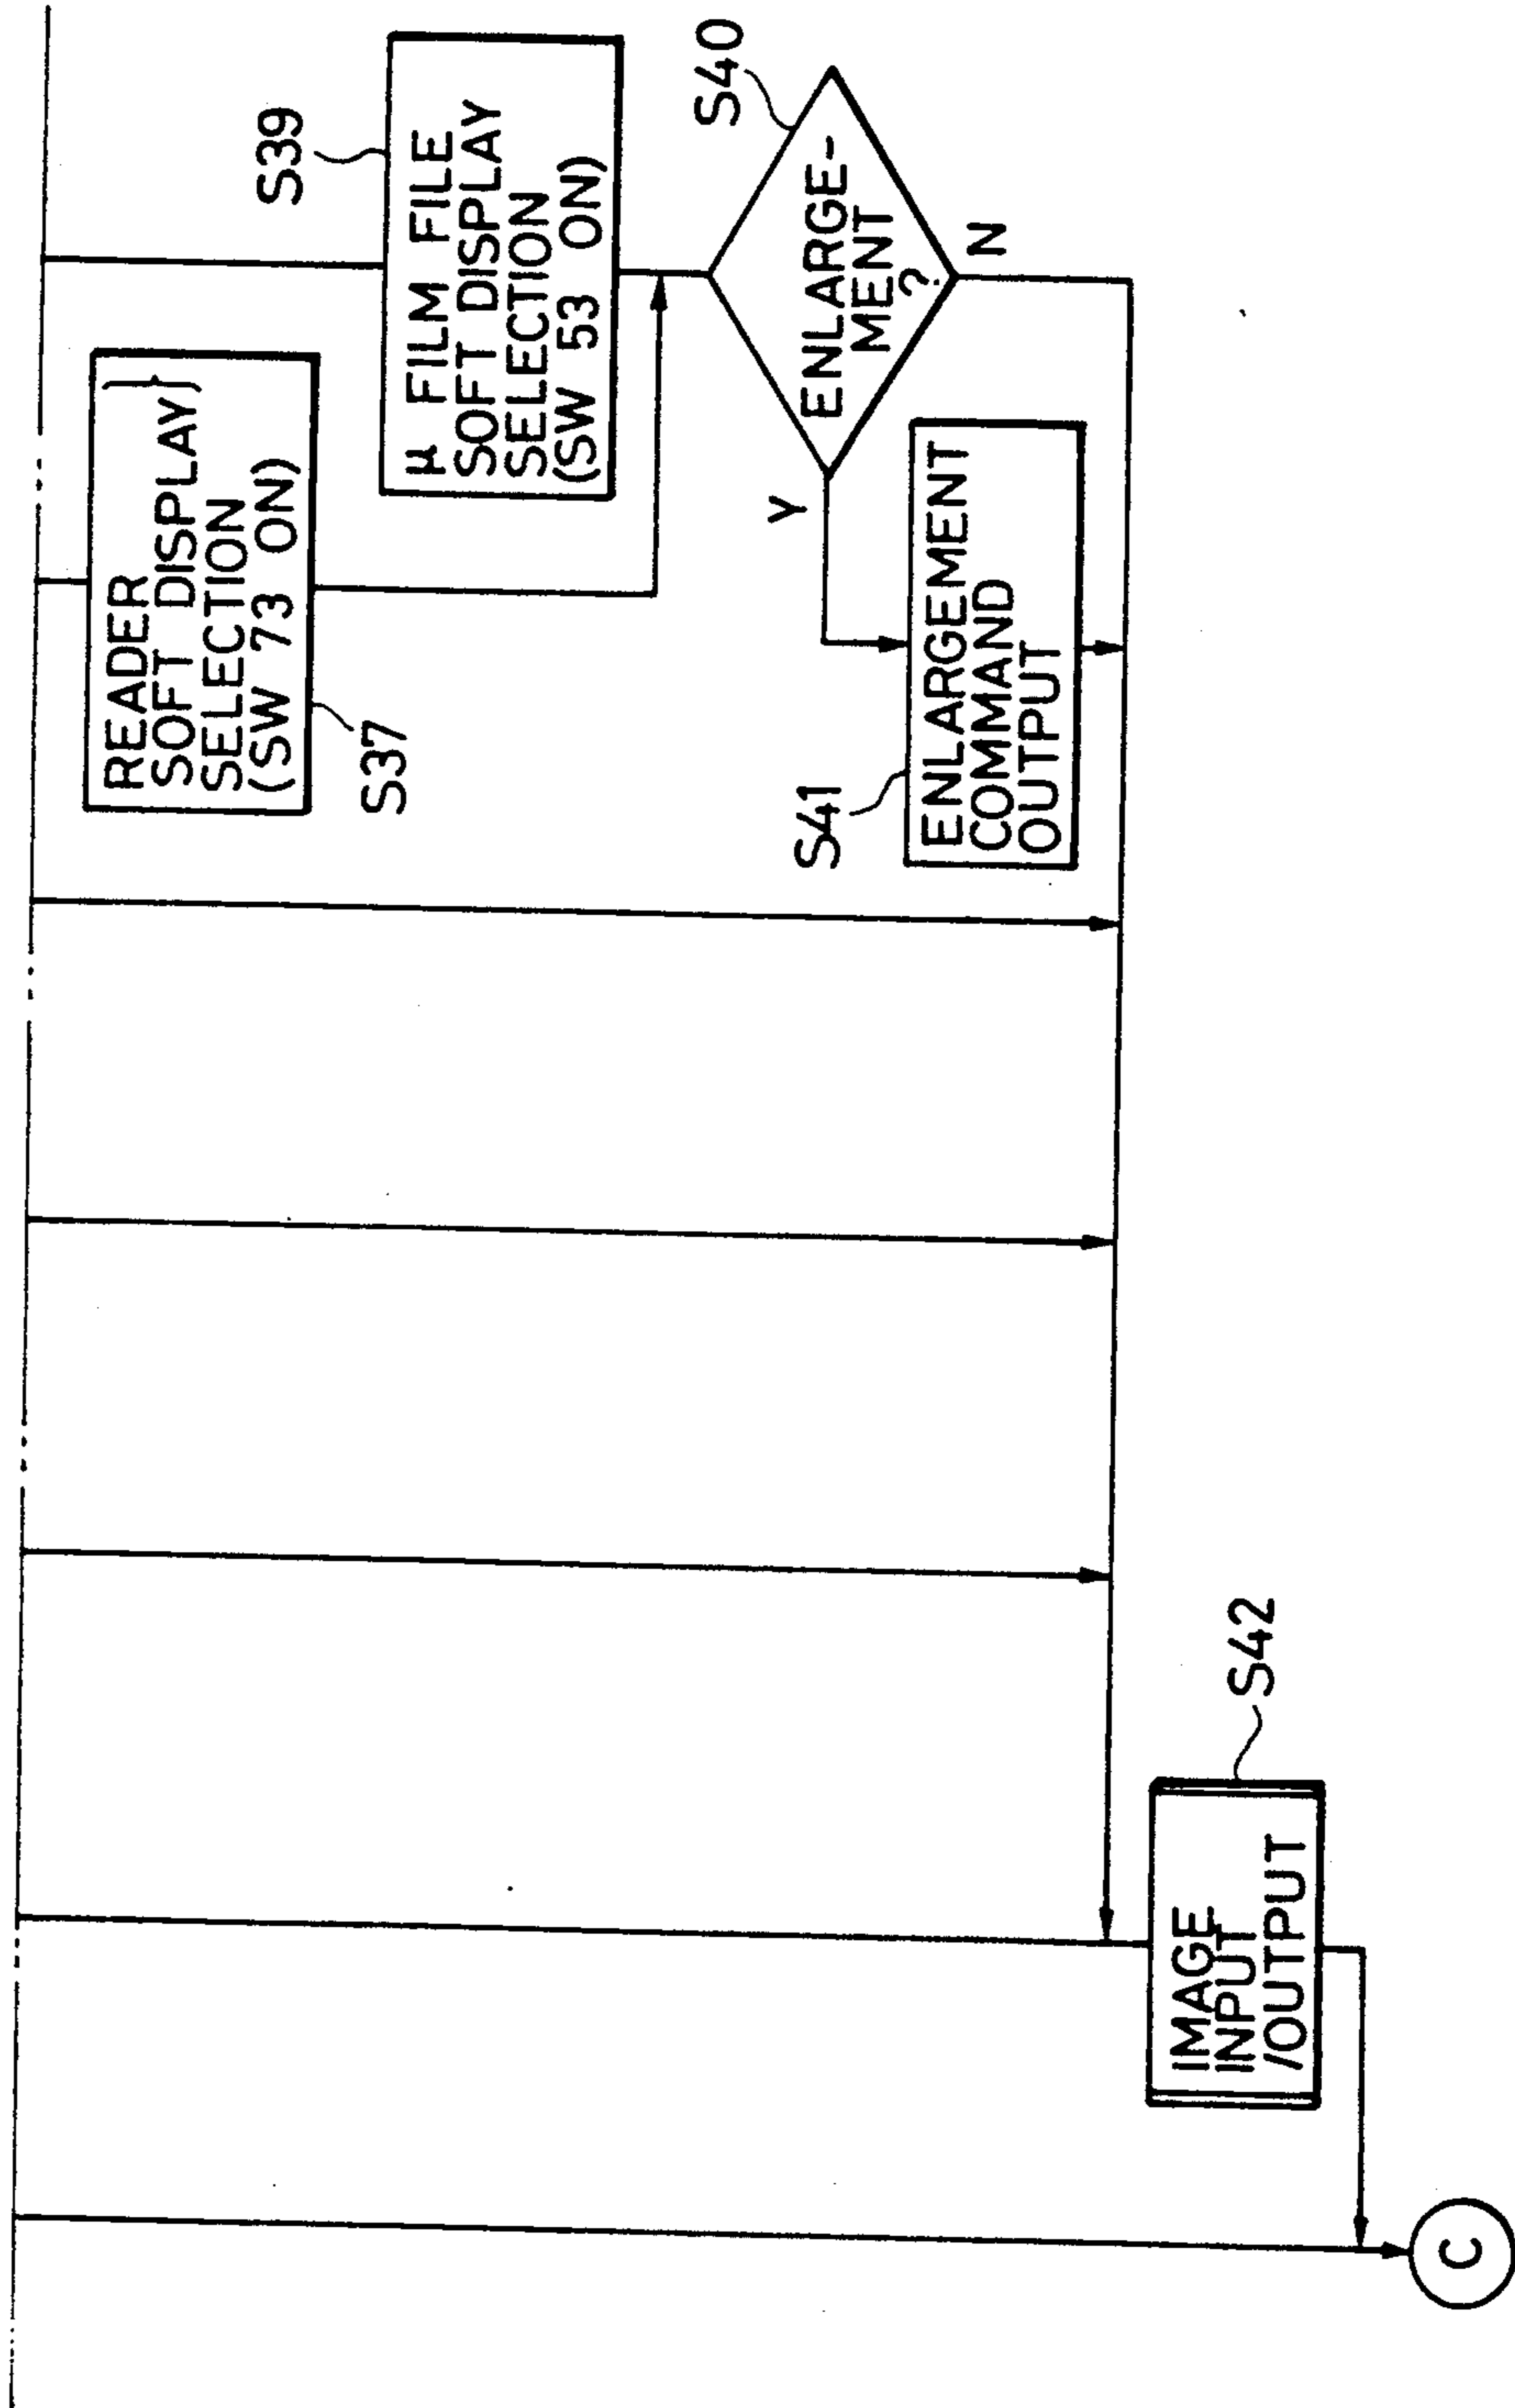 READER
SOFT DISPLAY)
SELECTION
(SW 73 ON)
S37
S39
μ FILM FILE
SOFT DISPLAY
SELECTION
(SW 53 ON)
S40
ENLARGE-
MENT
?
Y
N
S41
ENLARGEMENT
COMMAND
OUTPUT
S42
IMAGE
INPUT
/OUTPUT
C